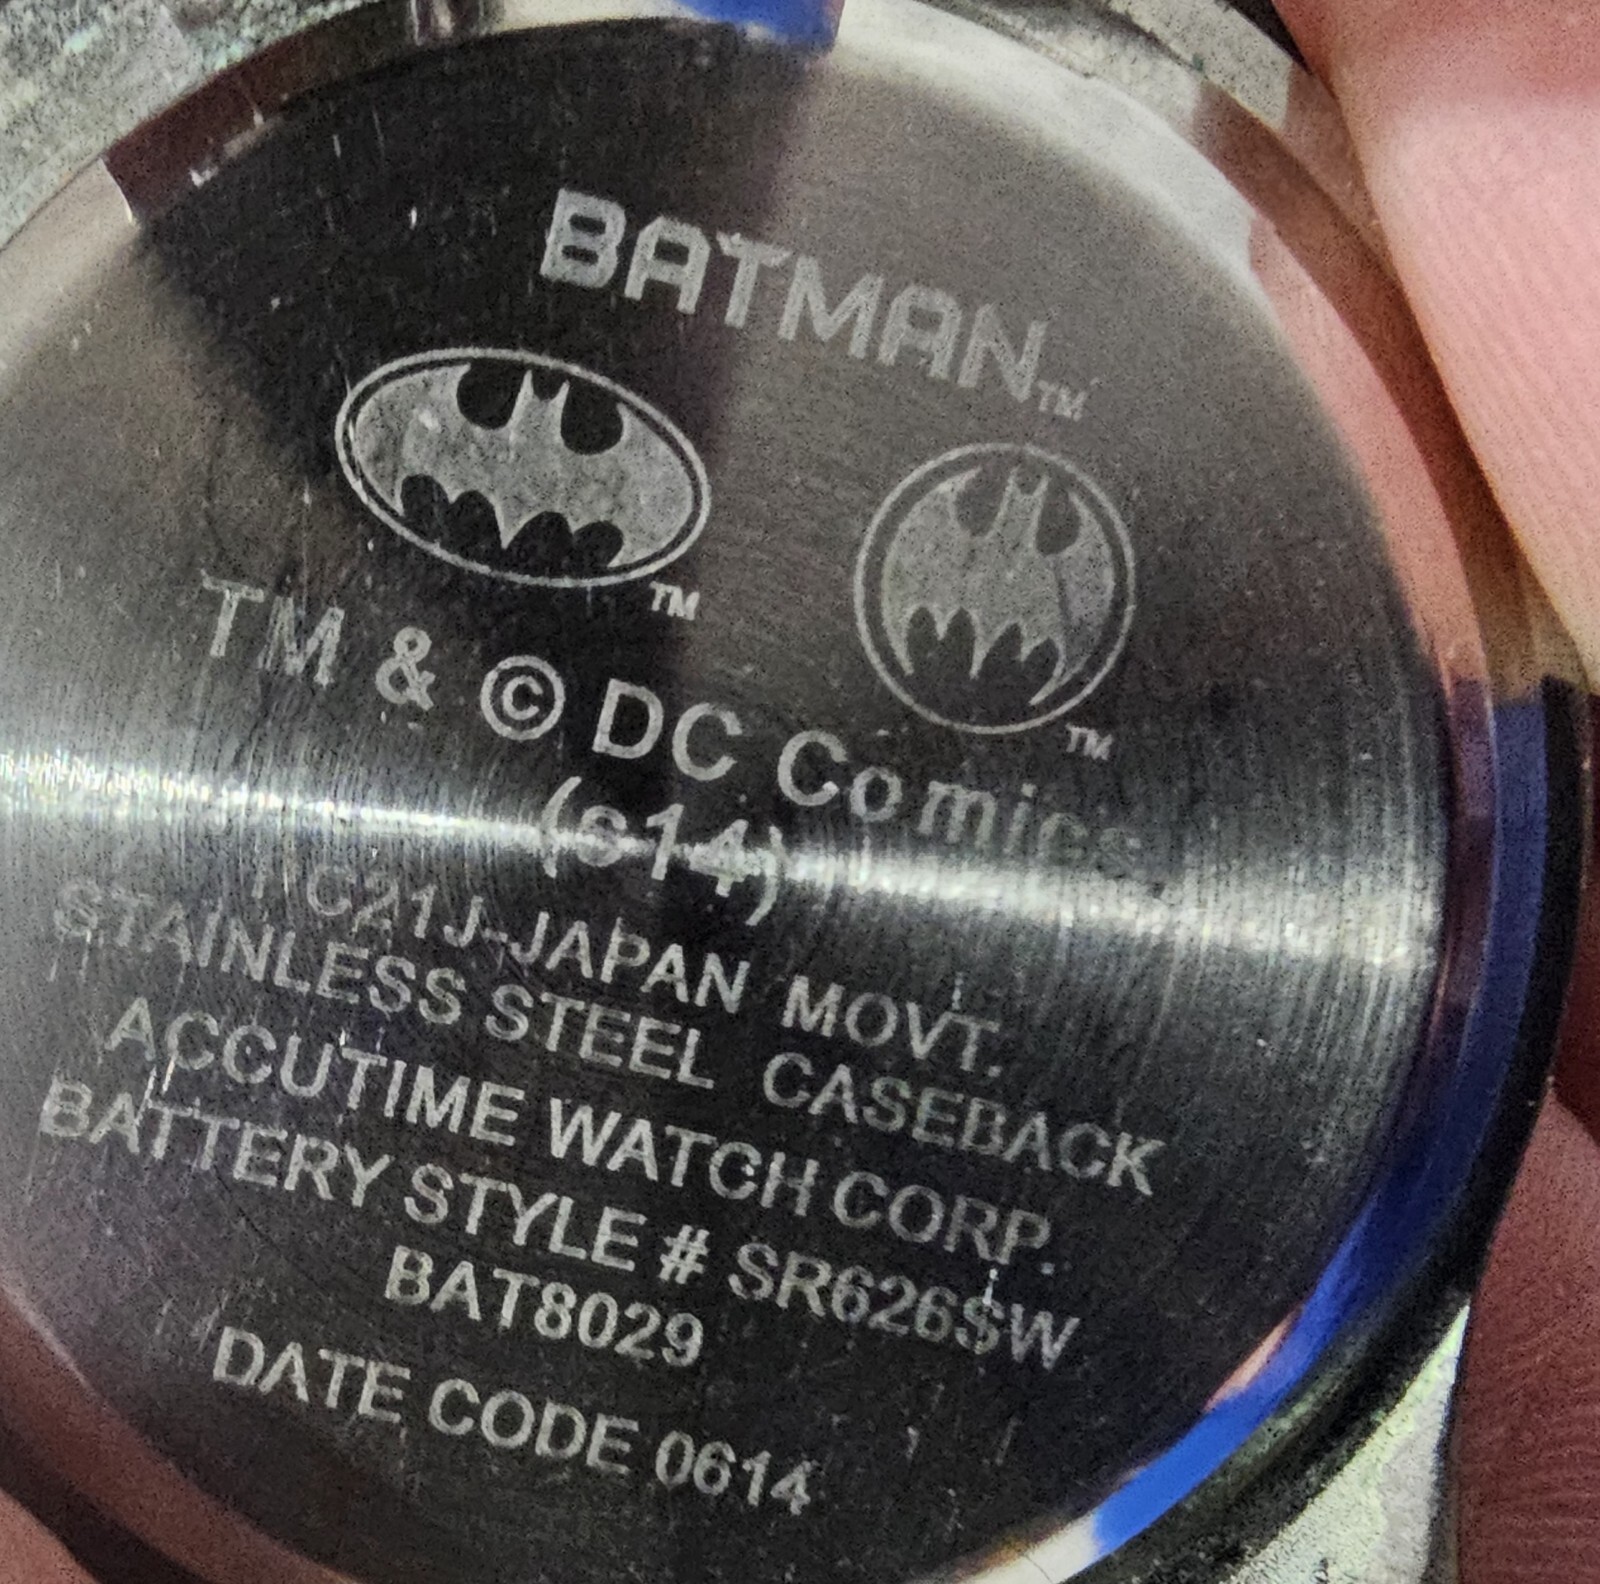 BATMAN™
TM
TM
TM & © DC Comics
(s14)
PC21J-JAPAN MOVT.
STAINLESS STEEL CASEBACK
ACCUTIME WATCH CORP.
BATTERY STYLE # SR626SW
BAT8029
DATE CODE 0614